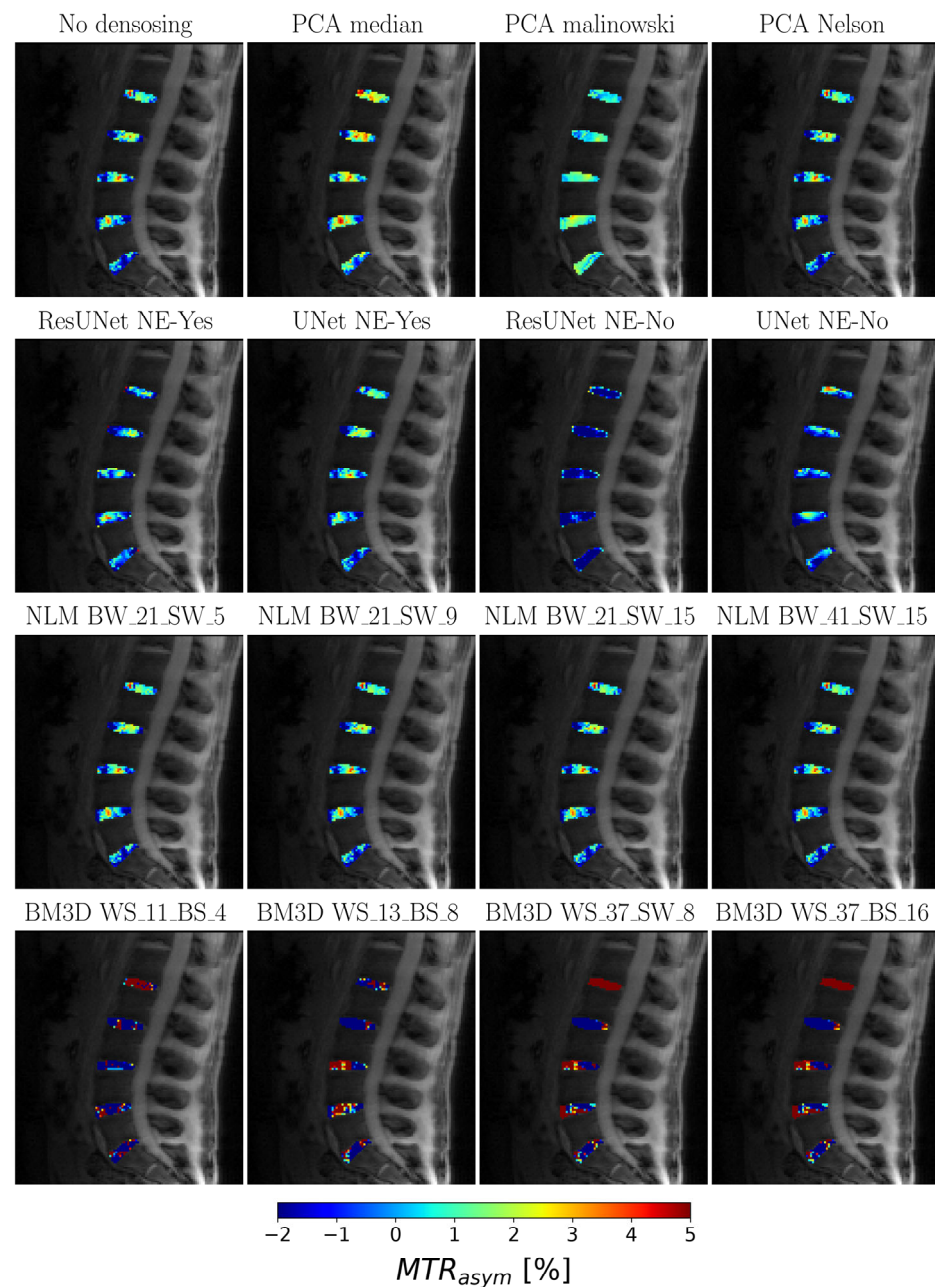 No densosing PCA median PCA malinowski PCA Nelson
ResUNet NE-Yes UNet NE-Yes ResUNet NE-No UNet NE-No
NLM BW_21_SW_5 NLM BW_21_SW_9 NLM BW_21_SW_15 NLM BW_41_SW_15
BM3D WS_11_BS_4 BM3D WS_13_BS_8 BM3D WS_37_SW_8 BM3D WS_37_BS_16
−2 −1 0 1 2 3 4 5
MTR_asym [%]